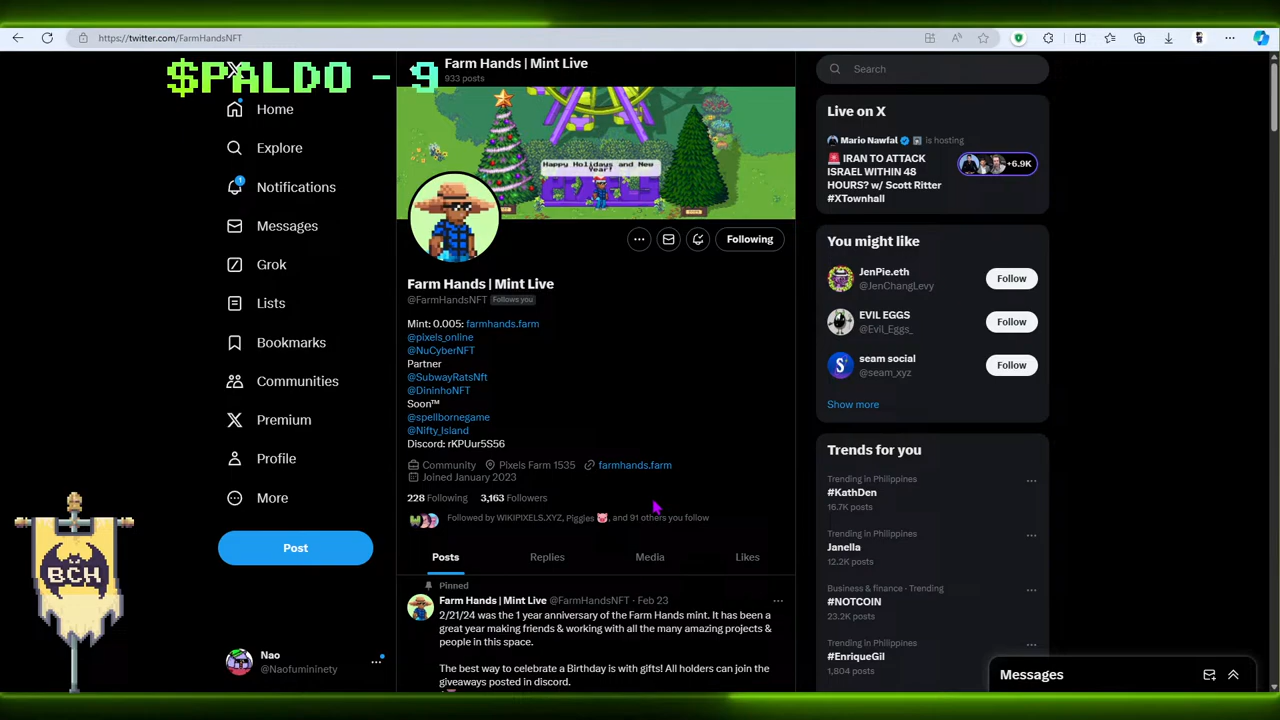 https://twitter.com/FarmHandsNFT
$PALDO - 9
Home
Explore
Notifications
Messages
Grok
Lists
Bookmarks
Communities
Premium
Profile
More
Post
Nao
@Naofumininety
BCH
Farm Hands | Mint Live
933 posts
Happy Holidays and New
Year!
Following
Farm Hands | Mint Live
@FarmHandsNFT Follows you
Mint: 0.005: farmhands.farm
@pixels_online
@NuCyberNFT
Partner
@SubwayRatsNft
@DininhoNFT
Soon™
@spellbornegame
@Nifty_Island
Discord: rKPUur5S56
Community Pixels Farm 1535 farmhands.farm
Joined January 2023
228 Following 3,163 Followers
Followed by WIKIPIXELS.XYZ, Piggles 🐷, and 91 others you follow
Posts Replies Media Likes
Pinned
Farm Hands | Mint Live @FarmHandsNFT · Feb 23
2/21/24 was the 1 year anniversary of the Farm Hands mint. It has been a
great year making friends & working with all the many amazing projects &
people in this space.
The best way to celebrate a Birthday is with gifts! All holders can join the
giveaways posted in discord.
Search
Live on X
Mario Nawfal is hosting
🚨 IRAN TO ATTACK
ISRAEL WITHIN 48
HOURS? w/ Scott Ritter
#XTownhall
+6.9K
You might like
JenPie.eth
@JenChangLevy
Follow
EVIL EGGS
@Evil_Eggs_
Follow
seam social
@seam_xyz
Follow
Show more
Trends for you
Trending in Philippines
#KathDen
16.7K posts
Trending in Philippines
Janella
12.2K posts
Business & finance · Trending
#NOTCOIN
23.2K posts
Trending in Philippines
#EnriqueGil
1,804 posts
Messages